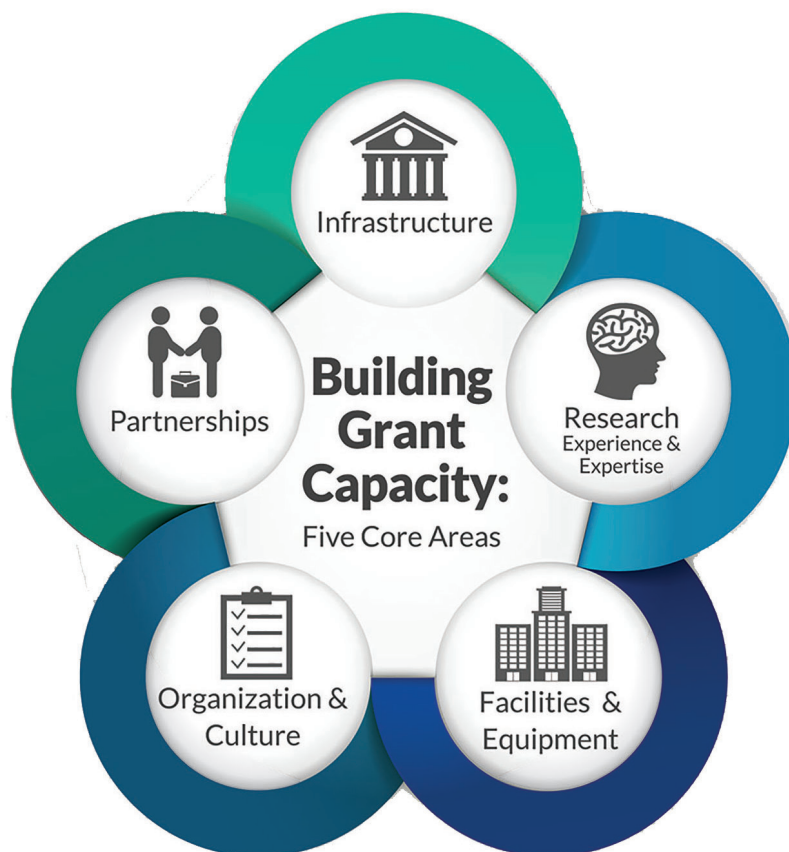 Infrastructure
Partnerships
Building
Grant
Capacity:
Five Core Areas
Research
Experience &
Expertise
Organization &
Culture
Facilities &
Equipment